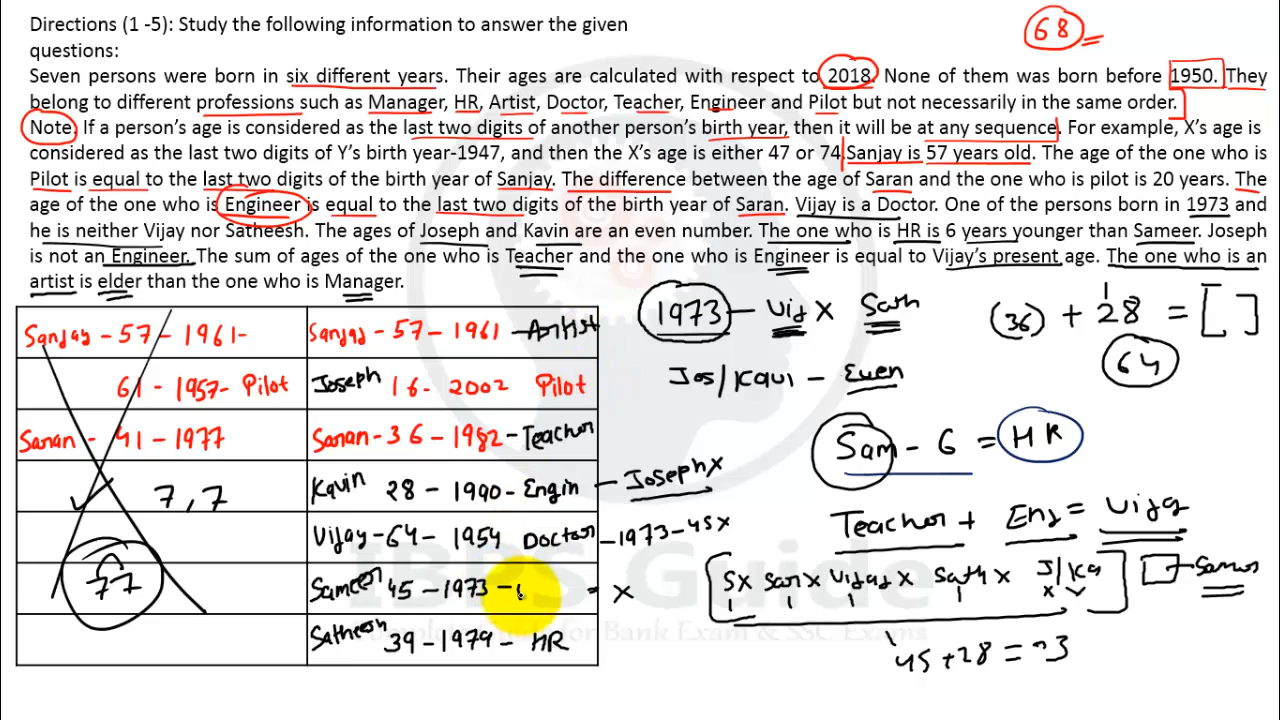 Directions (1 -5): Study the following information to answer the given
questions:
68
Seven persons were born in six different years. Their ages are calculated with respect to 2018. None of them was born before 1950. They
belong to different professions such as Manager, HR, Artist, Doctor, Teacher, Engineer and Pilot but not necessarily in the same order.
Note: If a person's age is considered as the last two digits of another person's birth year, then it will be at any sequence. For example, X's age is
considered as the last two digits of Y's birth year-1947, and then the X's age is either 47 or 74. Sanjay is 57 years old. The age of the one who is
Pilot is equal to the last two digits of the birth year of Sanjay. The difference between the age of Saran and the one who is pilot is 20 years. The
age of the one who is Engineer is equal to the last two digits of the birth year of Saran. Vijay is a Doctor. One of the persons born in 1973 and
he is neither Vijay nor Satheesh. The ages of Joseph and Kavin are an even number. The one who is HR is 6 years younger than Sameer. Joseph
is not an Engineer. The sum of ages of the one who is Teacher and the one who is Engineer is equal to Vijay's present age. The one who is an
artist is elder than the one who is Manager.
Sanjay - 57 - 1961-
61 - 1957- Pilot
Saran - 41 - 1977
7, 7
77
Sanjay - 57 - 1961 - Artist
Joseph 16 - 2002 Pilot
Saran - 36 - 1982 - Teacher
Kavin 28 - 1990 - Engin - Joseph x
Vijay - 64 - 1954 Doctor - 1973 - 45 x
Sameer 45 - 1973 - = x
Satheesh 39 - 1979 - HR
1973 - Vij x Sath
Jos/Kavi - Even
(36) + 28 = [ ]
64
Sam - 6 = HR
Teacher + Eng = Vijay
Sx Sar x Vijay x Sath x J/Ka
45 + 28 = 73
IBPS Guide